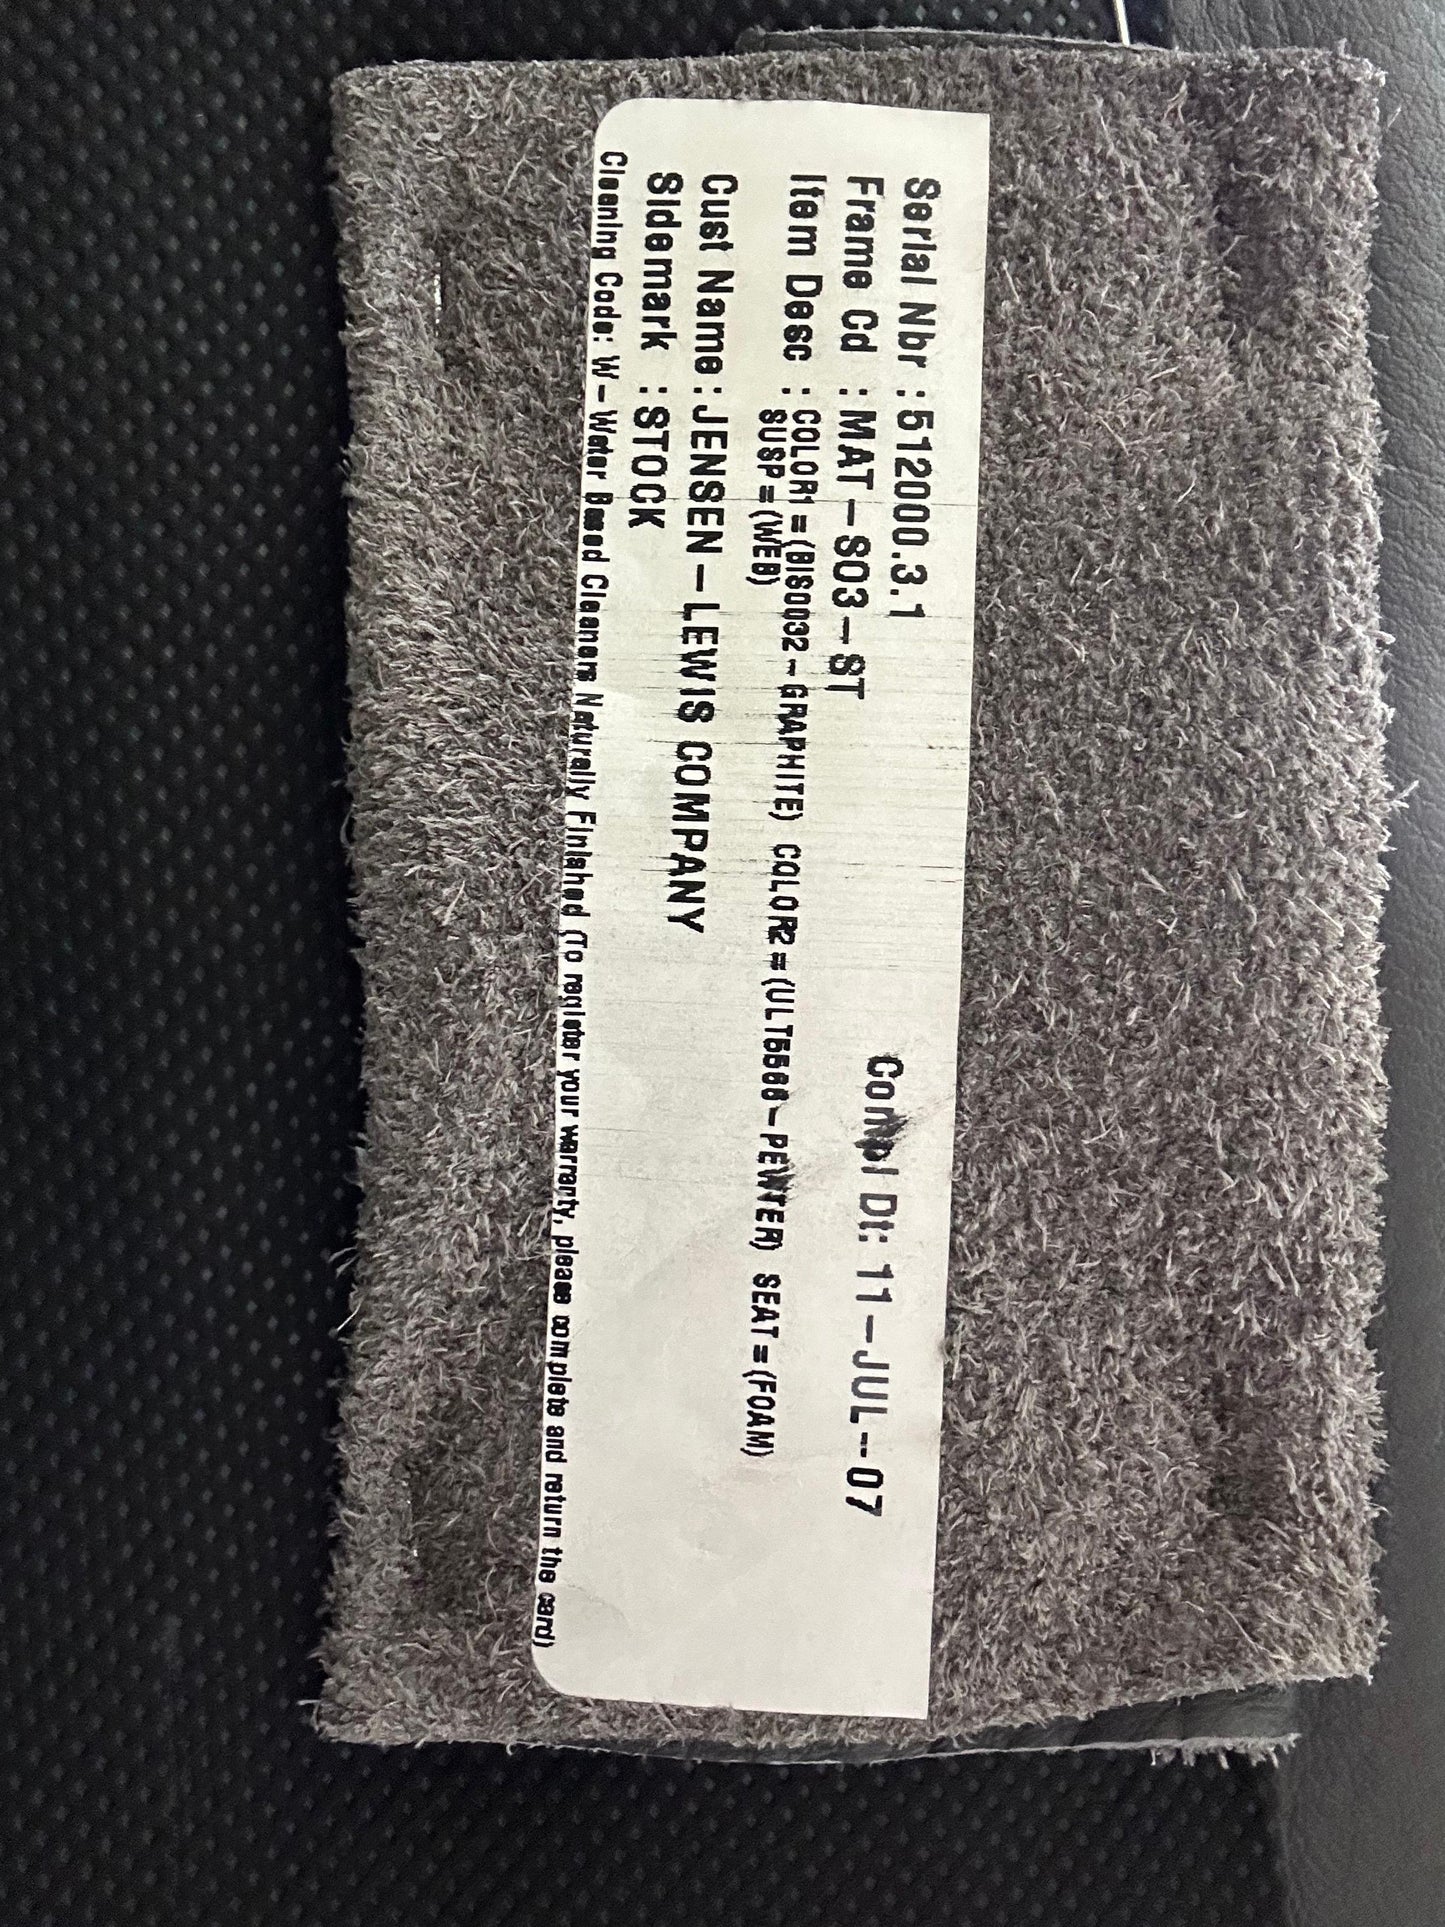 Serial Nbr : 512000.3.1
Frame Cd : MAT-S03-ST Compl Dt: 11-JUL-07
Item Desc : COLOR1=(BIS0032-GRAPHITE) COLOR2=(PEWTER) SEAT=(FOAM)
SUSP=(WEB)
Cust Name: JENSEN-LEWIS COMPANY
Sidemark : STOCK
Cleaning Code: W-Water Based Cleaners Naturally Finished (To register your warranty, please complete and return the card)